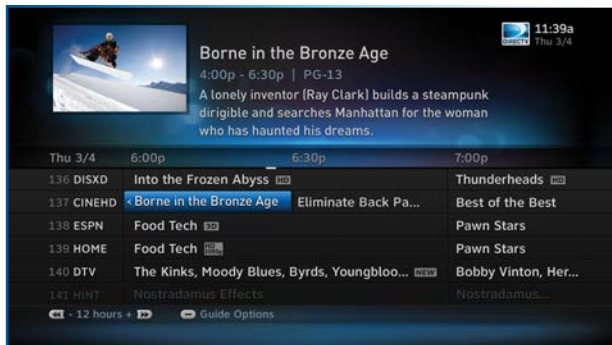 11:39a
DIRECTV Thu 3/4
Borne in the Bronze Age
4:00p - 6:30p | PG-13
A lonely inventor (Ray Clark) builds a steampunk
dirigible and searches Manhattan for the woman
who has haunted his dreams.
Thu 3/4 6:00p 6:30p 7:00p
136 DISXD Into the Frozen Abyss HD Thunderheads HD
137 CINEHD <Borne in the Bronze Age Eliminate Back Pa... Best of the Best
138 ESPN Food Tech 3D Pawn Stars
139 HOME Food Tech HD 1080p Pawn Stars
140 DTV The Kinks, Moody Blues, Byrds, Youngbloo... NEW Bobby Vinton, Her...
141 HINT Nostradamus Effects Nostradamus...
- 12 hours + Guide Options